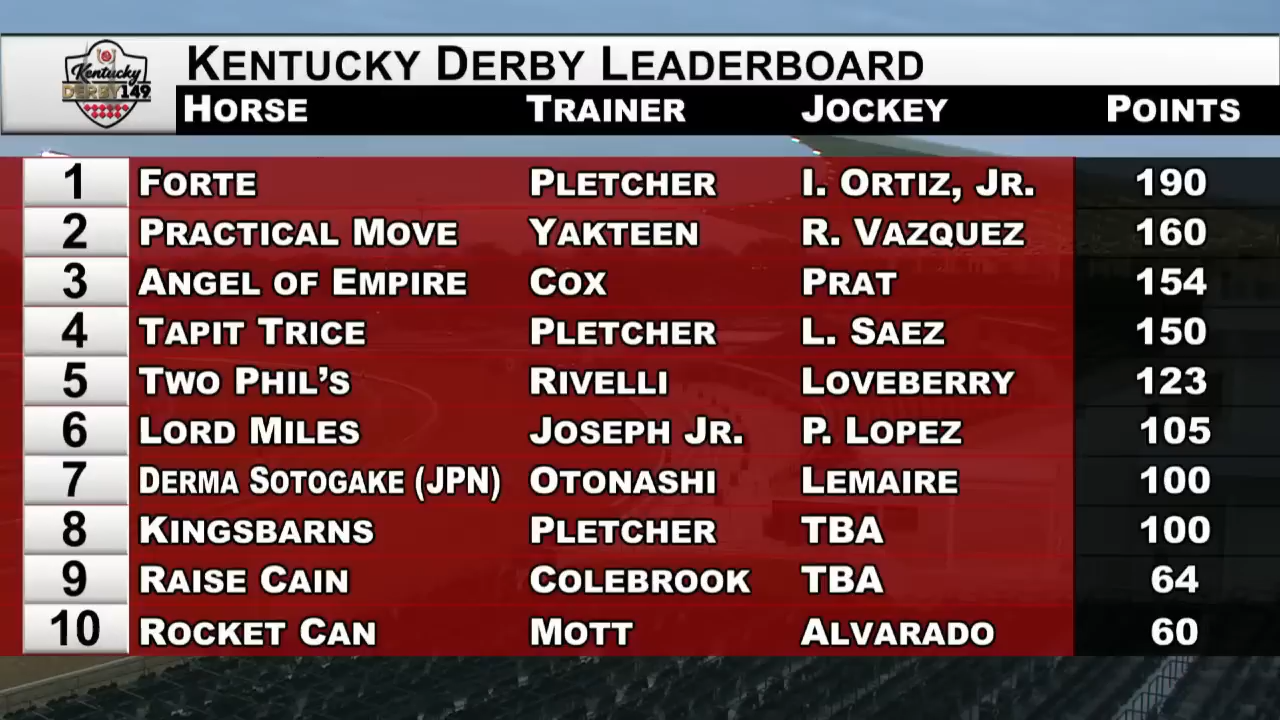 Kentucky
DERBY 149
KENTUCKY DERBY LEADERBOARD
HORSE TRAINER JOCKEY POINTS
1 FORTE PLETCHER I. ORTIZ, JR. 190
2 PRACTICAL MOVE YAKTEEN R. VAZQUEZ 160
3 ANGEL OF EMPIRE COX PRAT 154
4 TAPIT TRICE PLETCHER L. SAEZ 150
5 TWO PHIL'S RIVELLI LOVEBERRY 123
6 LORD MILES JOSEPH JR. P. LOPEZ 105
7 DERMA SOTOGAKE (JPN) OTONASHI LEMAIRE 100
8 KINGSBARNS PLETCHER TBA 100
9 RAISE CAIN COLEBROOK TBA 64
10 ROCKET CAN MOTT ALVARADO 60